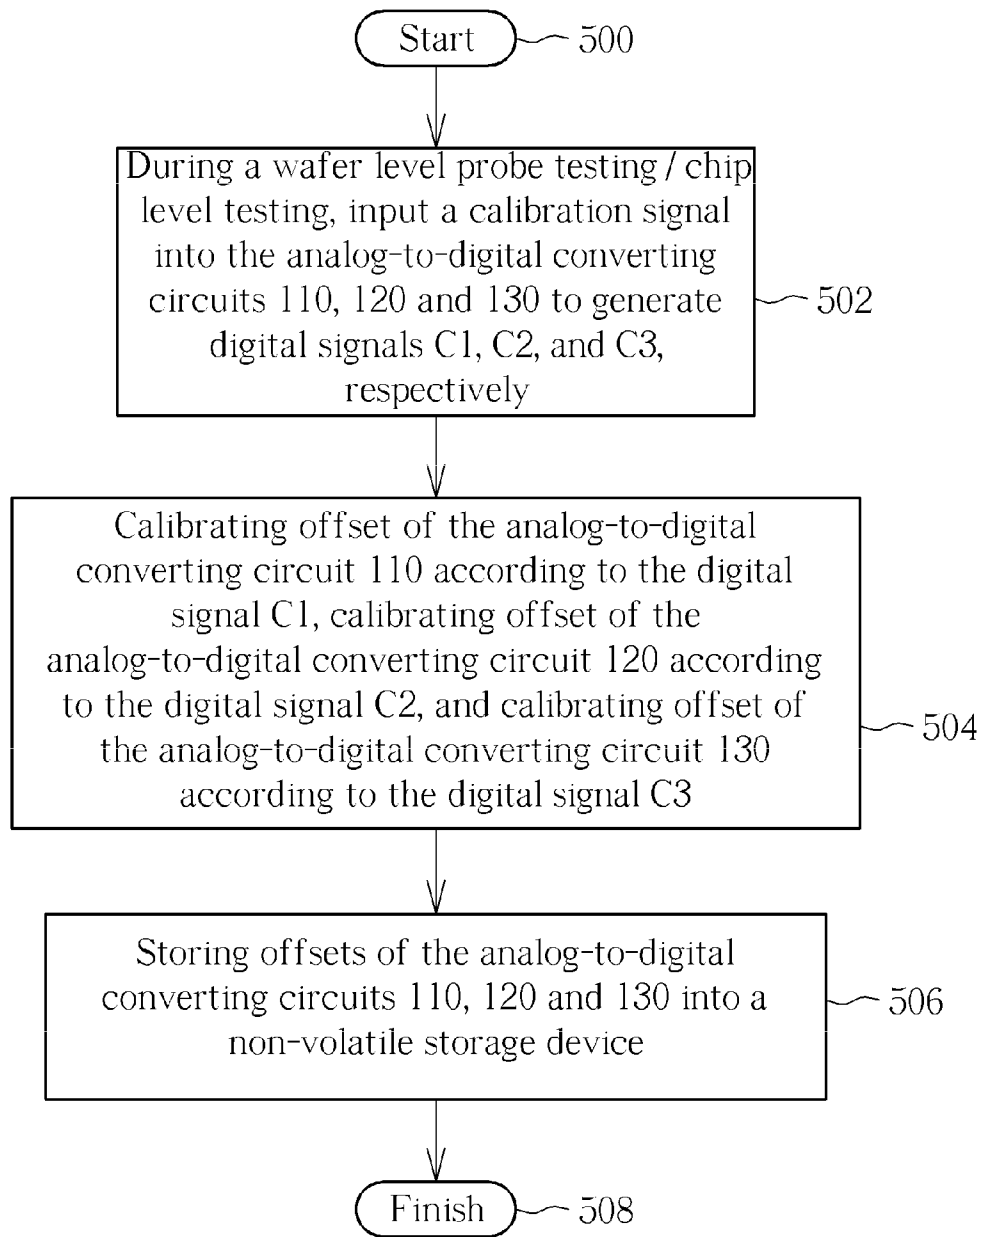 Start
500
During a wafer level probe testing / chip
level testing, input a calibration signal
into the analog-to-digital converting
circuits 110, 120 and 130 to generate
digital signals C1, C2, and C3,
respectively
502
Calibrating offset of the analog-to-digital
converting circuit 110 according to the digital
signal C1, calibrating offset of the
analog-to-digital converting circuit 120 according
to the digital signal C2, and calibrating offset of
the analog-to-digital converting circuit 130
according to the digital signal C3
504
Storing offsets of the analog-to-digital
converting circuits 110, 120 and 130 into a
non-volatile storage device
506
Finish
508